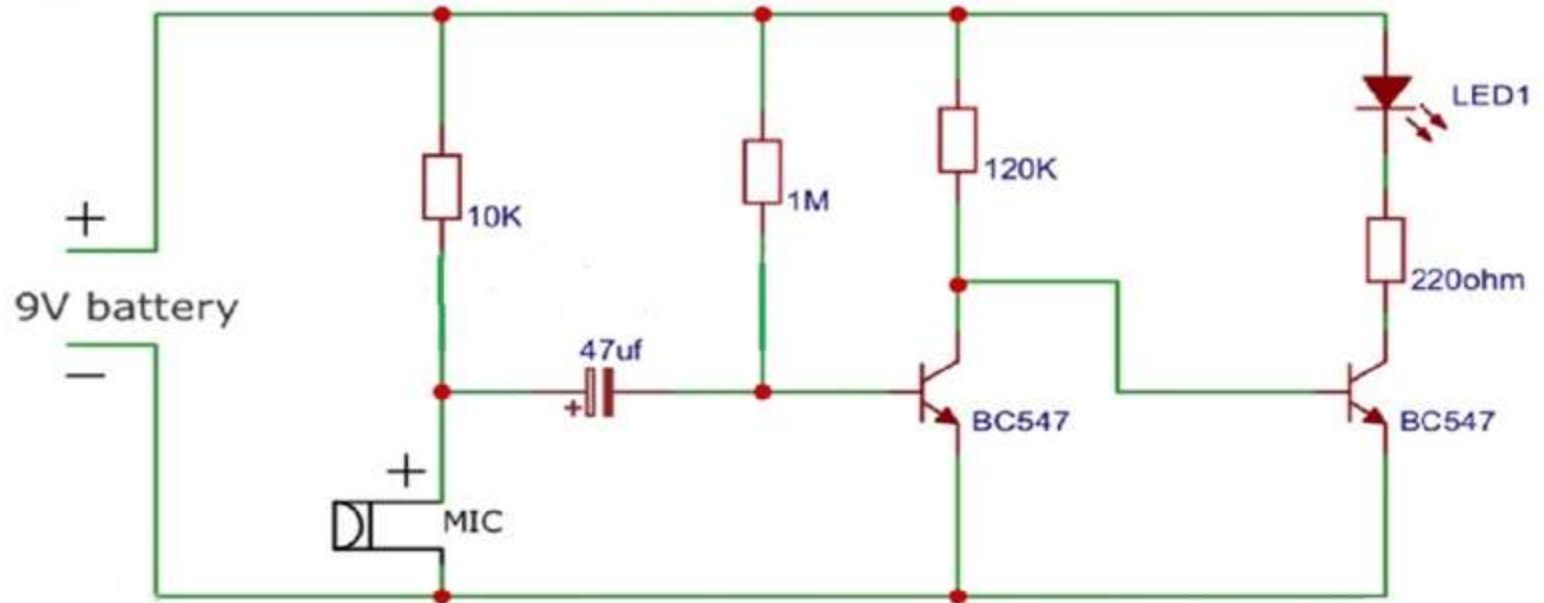 +
9V battery
—
10K
47uf
+
+
MIC
1M
120K
BC547
LED1
220ohm
BC547